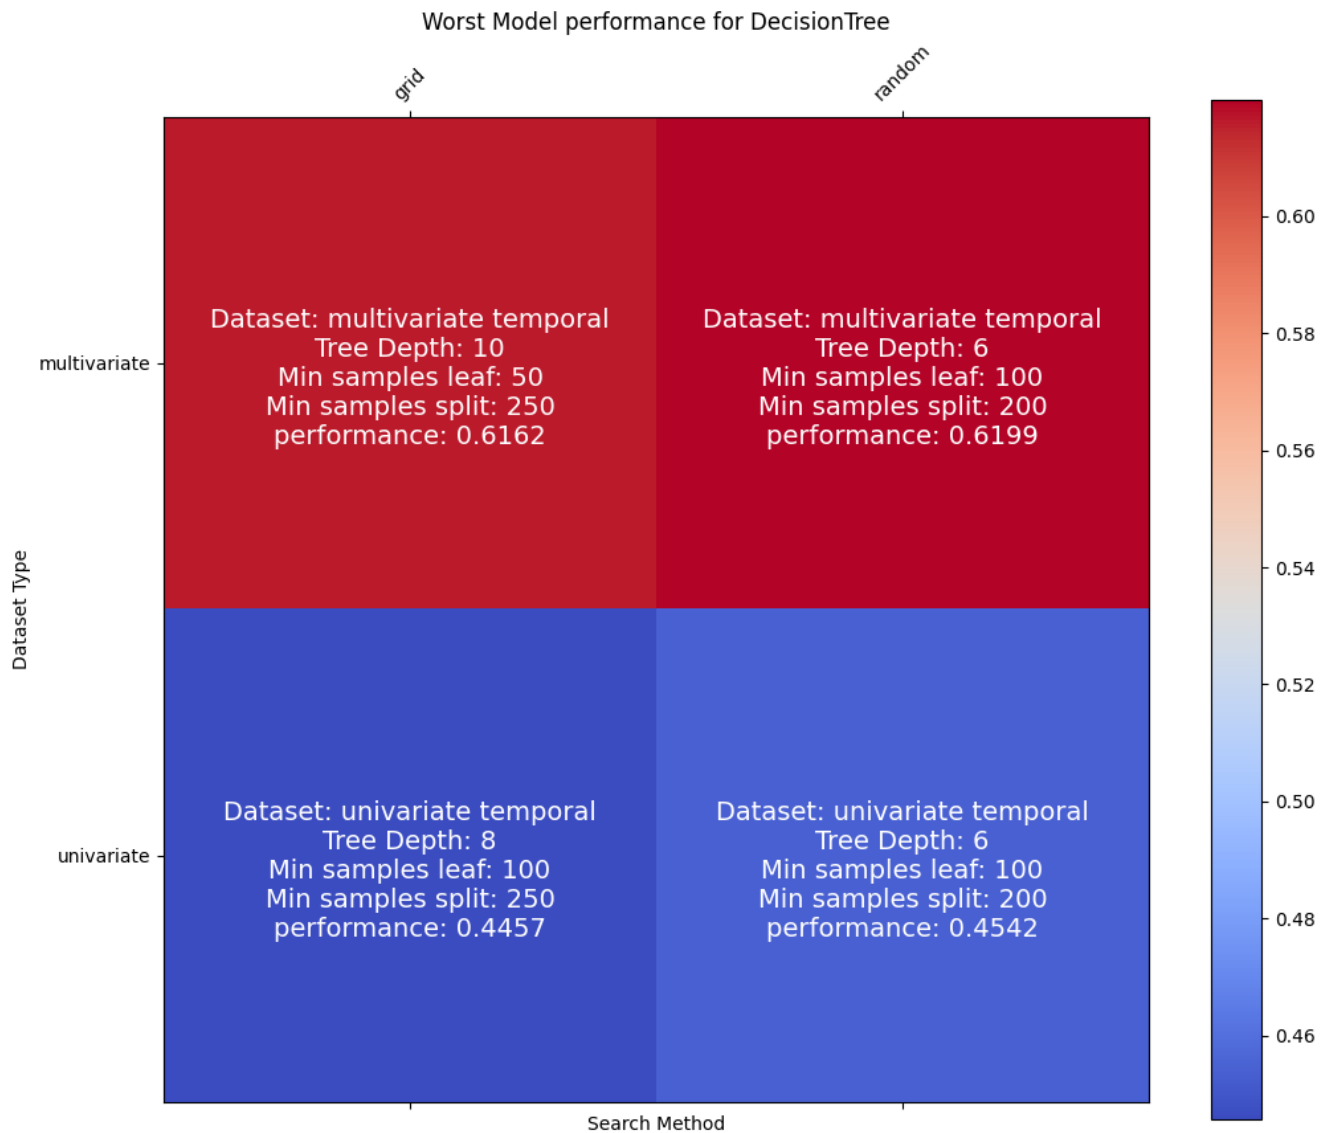 Worst Model performance for DecisionTree
grid
random
Dataset: multivariate temporal
Tree Depth: 10
Min samples leaf: 50
Min samples split: 250
performance: 0.6162
Dataset: multivariate temporal
Tree Depth: 6
Min samples leaf: 100
Min samples split: 200
performance: 0.6199
multivariate
Dataset Type
Dataset: univariate temporal
Tree Depth: 8
Min samples leaf: 100
Min samples split: 250
performance: 0.4457
Dataset: univariate temporal
Tree Depth: 6
Min samples leaf: 100
Min samples split: 200
performance: 0.4542
univariate
Search Method
0.60
0.58
0.56
0.54
0.52
0.50
0.48
0.46